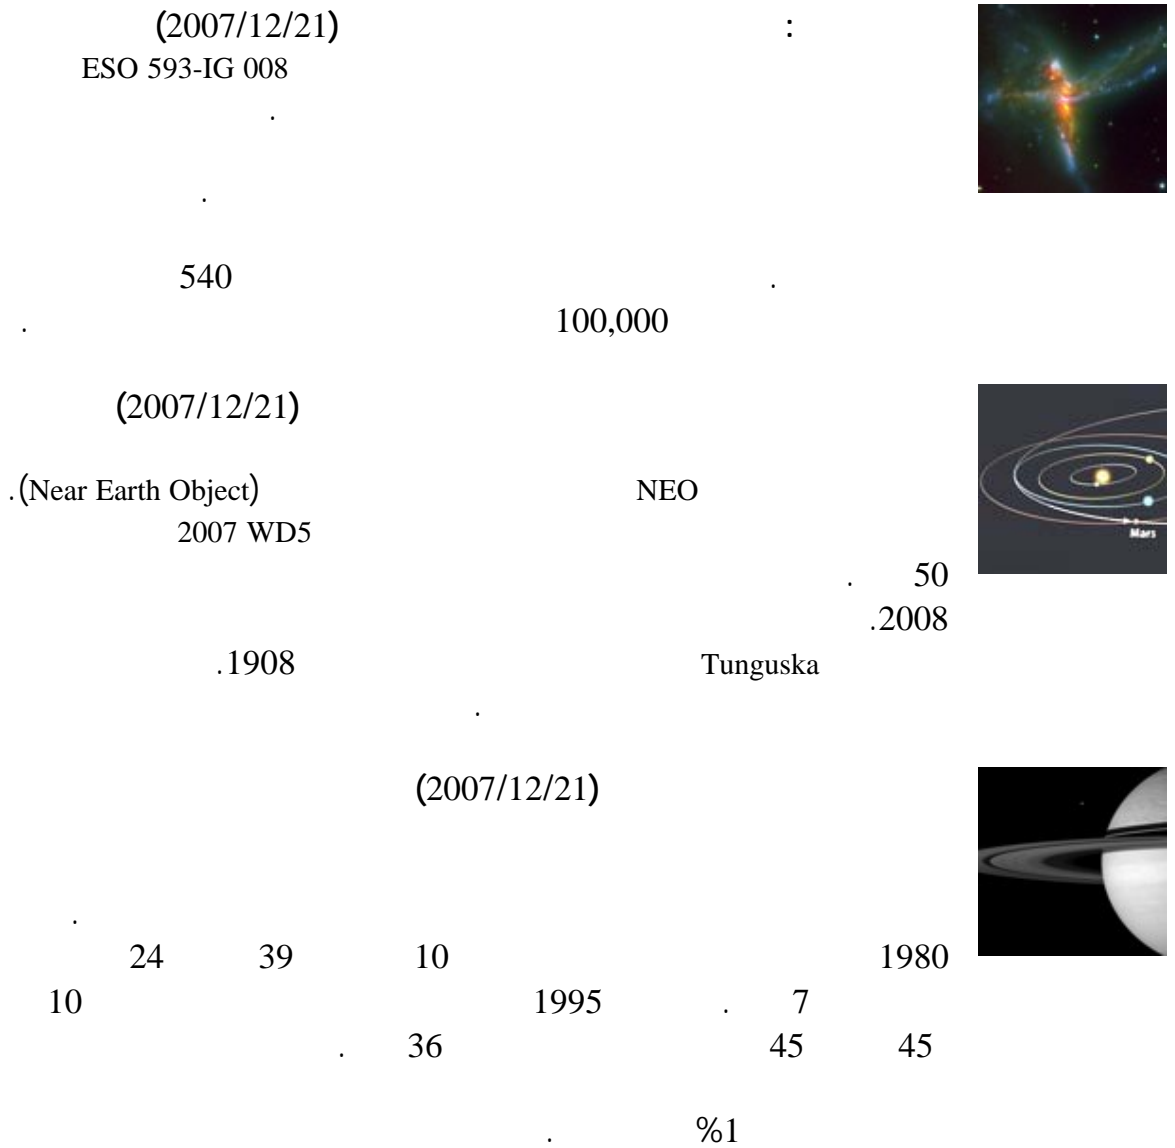 : (2007/12/21)
ESO 593-IG 008
.
.
. 540
100,000 .
(2007/12/21)
NEO (Near Earth Object).
2007 WD5
Mars
50 .
2008.
Tunguska 1908.
.
(2007/12/21)
.
1980 10 39 24
7 . 1995 10
45 45 36 .
%1 .